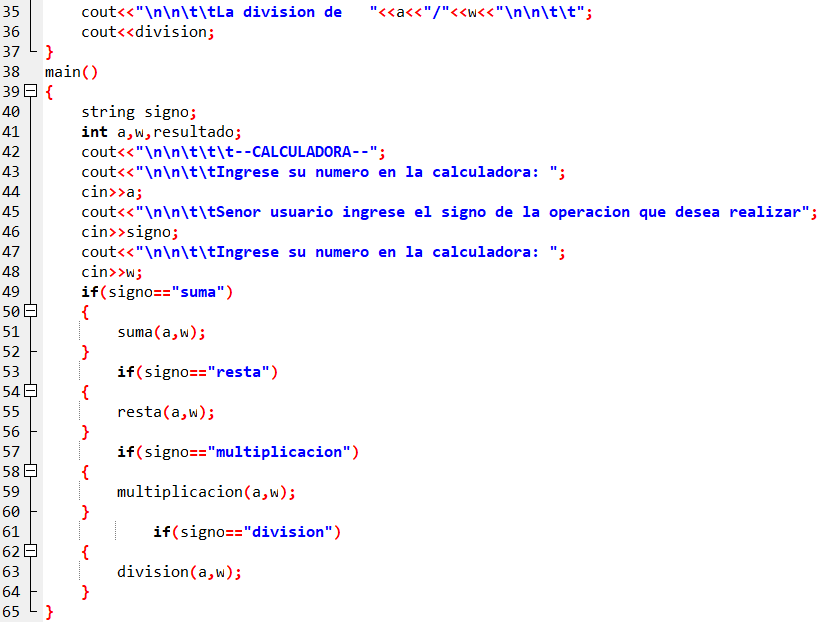 35 cout<<"\n\n\t\tLa division de   "<<a<<"/"<<w<<"\n\n\t\t";
36 cout<<division;
37 }
38 main()
39 {
40 string signo;
41 int a,w,resultado;
42 cout<<"\n\n\t\t\t--CALCULADORA--";
43 cout<<"\n\n\t\tIngrese su numero en la calculadora: ";
44 cin>>a;
45 cout<<"\n\n\t\tSenor usuario ingrese el signo de la operacion que desea realizar";
46 cin>>signo;
47 cout<<"\n\n\t\tIngrese su numero en la calculadora: ";
48 cin>>w;
49 if(signo=="suma")
50 {
51 suma(a,w);
52 }
53 if(signo=="resta")
54 {
55 resta(a,w);
56 }
57 if(signo=="multiplicacion")
58 {
59 multiplicacion(a,w);
60 }
61 if(signo=="division")
62 {
63 division(a,w);
64 }
65 }